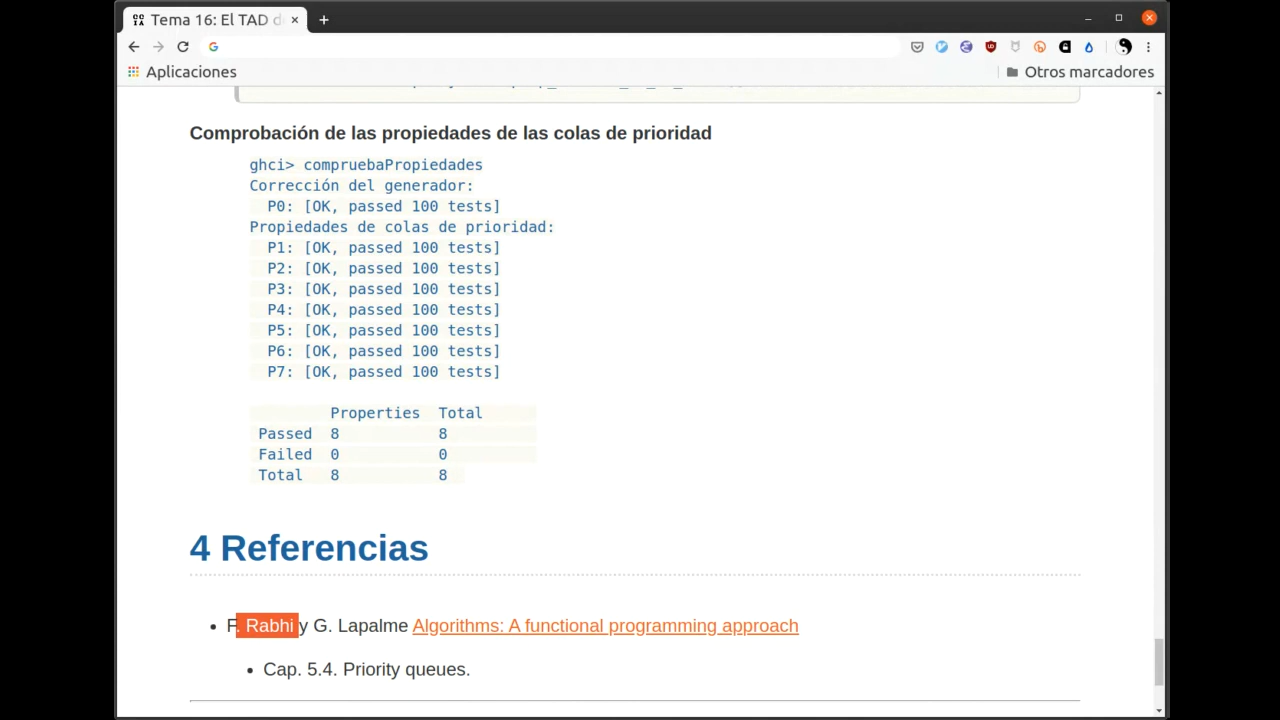 Tema 16: El TAD d
Aplicaciones
Otros marcadores
Comprobación de las propiedades de las colas de prioridad
ghci> compruebaPropiedades
Corrección del generador:
P0: [OK, passed 100 tests]
Propiedades de colas de prioridad:
P1: [OK, passed 100 tests]
P2: [OK, passed 100 tests]
P3: [OK, passed 100 tests]
P4: [OK, passed 100 tests]
P5: [OK, passed 100 tests]
P6: [OK, passed 100 tests]
P7: [OK, passed 100 tests]
Properties Total
Passed 8 8
Failed 0 0
Total 8 8
4 Referencias
• F. Rabhi y G. Lapalme Algorithms: A functional programming approach
• Cap. 5.4. Priority queues.